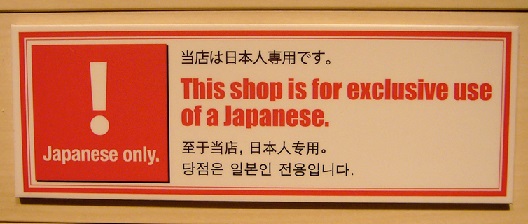 !
Japanese only.
当店は日本人専用です。
This shop is for exclusive use
of a Japanese.
至于当店, 日本人专用。
당점은 일본인 전용입니다.